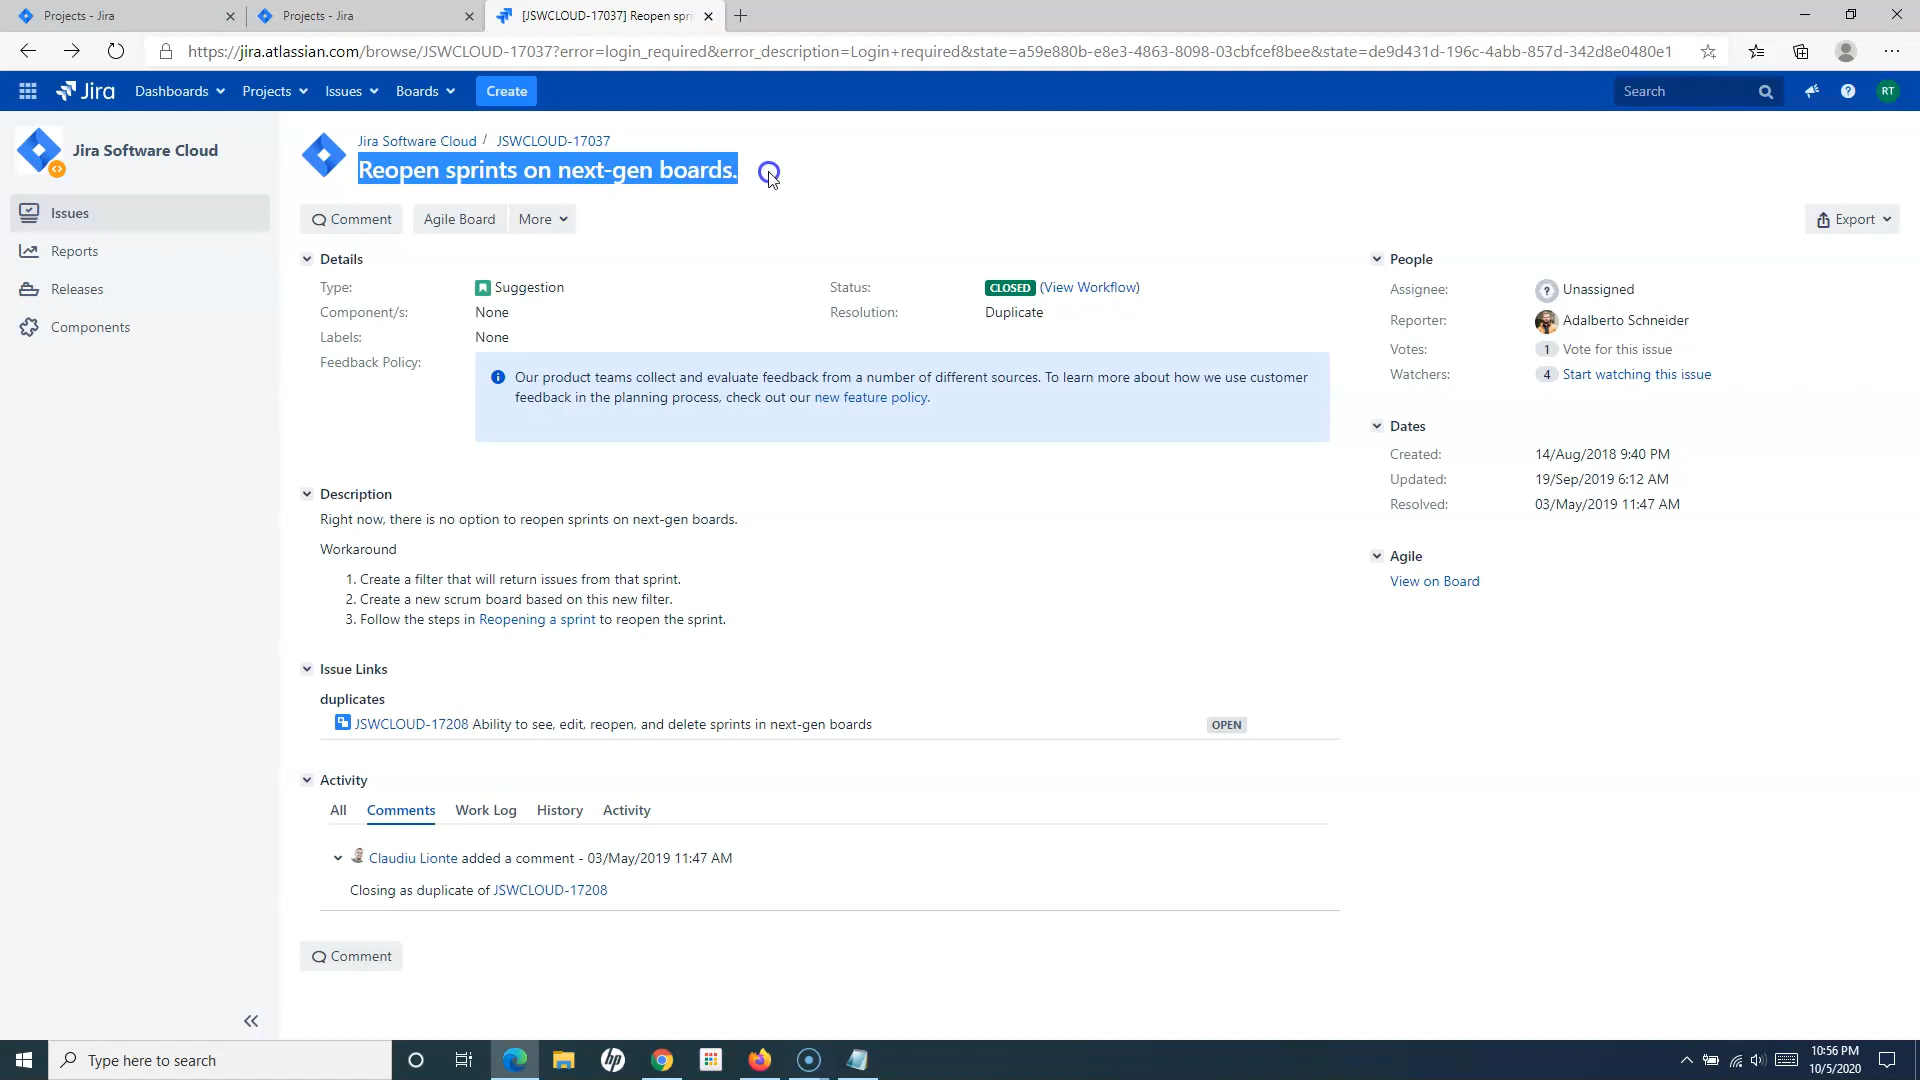 Projects - Jira
Projects - Jira
[JSWCLOUD-17037] Reopen spri
https://jira.atlassian.com/browse/JSWCLOUD-17037?error=login_required&error_description=Login+required&state=a59e880b-e8e3-4863-8098-03cbfcef8bee&state=de9d431d-196c-4abb-857d-342d8e0480e1
Jira Dashboards Projects Issues Boards Create Search RT
Jira Software Cloud
Issues
Reports
Releases
Components
Jira Software Cloud / JSWCLOUD-17037
Reopen sprints on next-gen boards.
Comment Agile Board More Export
Details
Type: Suggestion Status: CLOSED (View Workflow)
Component/s: None Resolution: Duplicate
Labels: None
Feedback Policy:
Our product teams collect and evaluate feedback from a number of different sources. To learn more about how we use customer
feedback in the planning process, check out our new feature policy.
Description
Right now, there is no option to reopen sprints on next-gen boards.
Workaround
1. Create a filter that will return issues from that sprint.
2. Create a new scrum board based on this new filter.
3. Follow the steps in Reopening a sprint to reopen the sprint.
Issue Links
duplicates
JSWCLOUD-17208 Ability to see, edit, reopen, and delete sprints in next-gen boards OPEN
Activity
All Comments Work Log History Activity
Claudiu Lionte added a comment - 03/May/2019 11:47 AM
Closing as duplicate of JSWCLOUD-17208
Comment
People
Assignee: Unassigned
Reporter: Adalberto Schneider
Votes: 1 Vote for this issue
Watchers: 4 Start watching this issue
Dates
Created: 14/Aug/2018 9:40 PM
Updated: 19/Sep/2019 6:12 AM
Resolved: 03/May/2019 11:47 AM
Agile
View on Board
Type here to search
hp
10:56 PM
10/5/2020